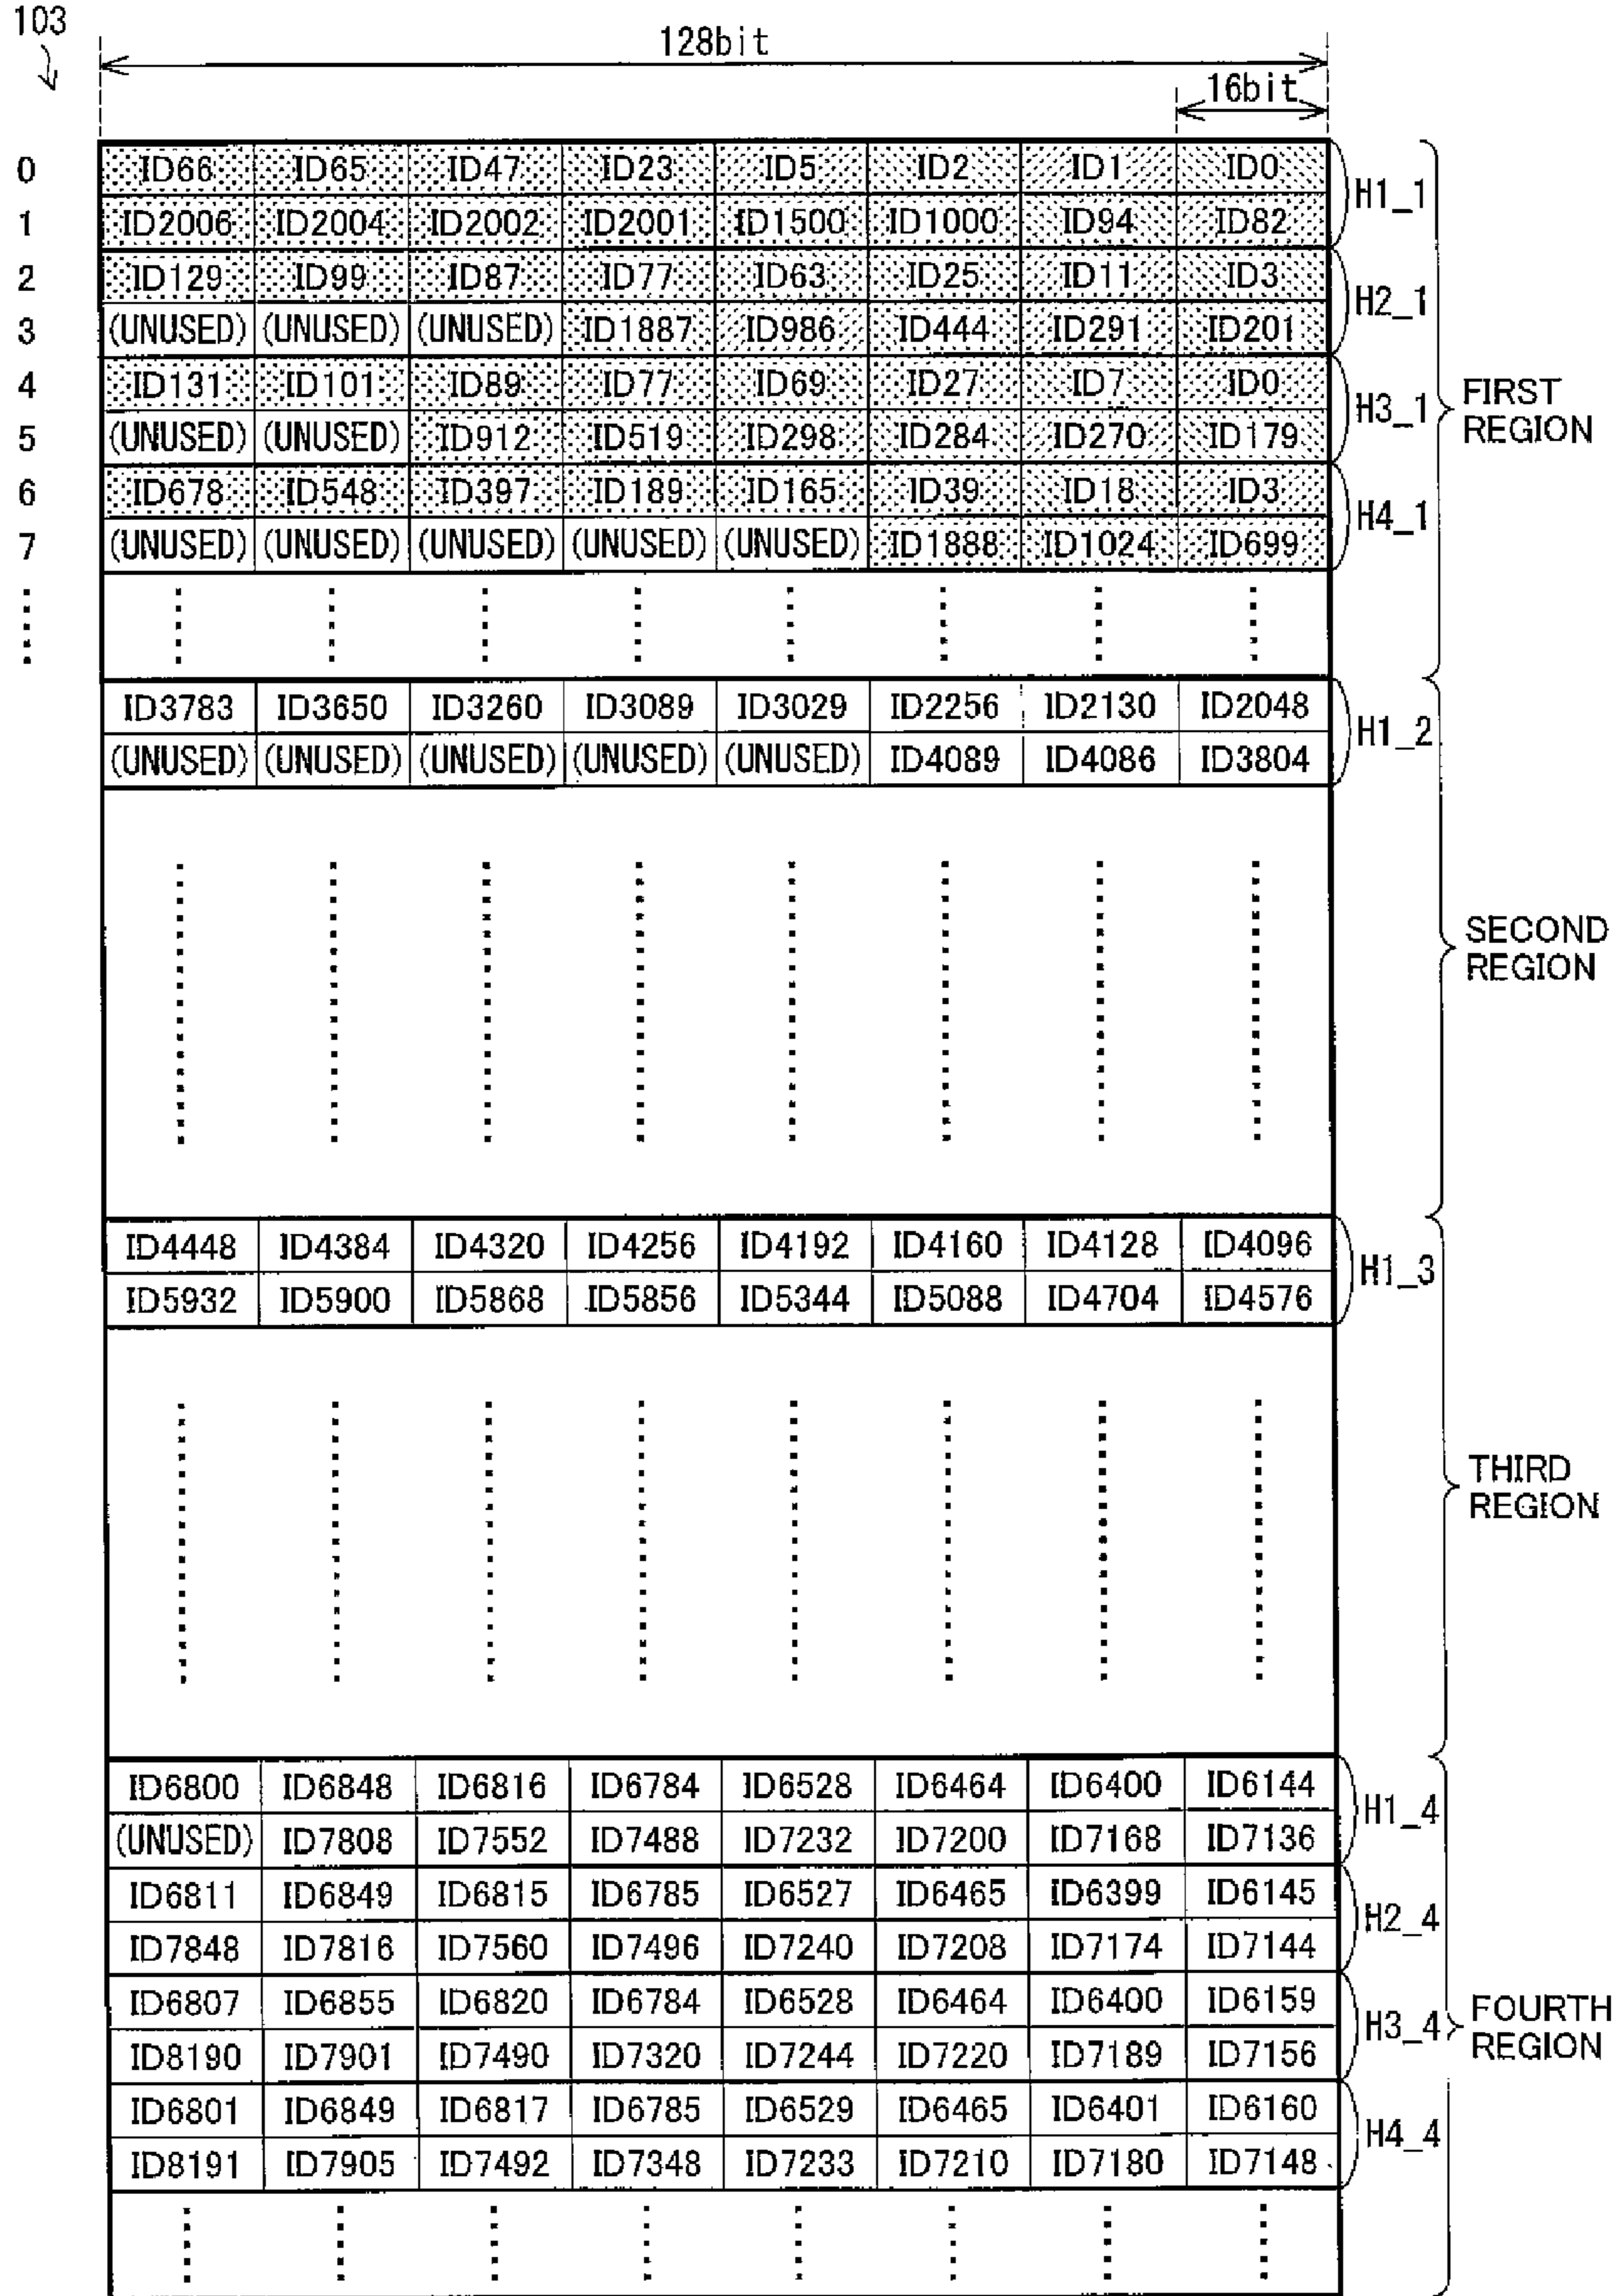 103
128bit
16bit
0 ID66 ID65 ID47 ID23 ID5 ID2 ID1 ID0
H1_1
1 ID2006 ID2004 ID2002 ID2001 ID1500 ID1000 ID94 ID82
2 ID129 ID99 ID87 ID77 ID63 ID25 ID11 ID3
H2_1
3 (UNUSED) (UNUSED) (UNUSED) ID1887 ID986 ID444 ID291 ID201
4 ID131 ID101 ID89 ID77 ID69 ID27 ID7 ID0
H3_1
FIRST
REGION
5 (UNUSED) (UNUSED) ID912 ID519 ID298 ID284 ID270 ID179
6 ID678 ID548 ID397 ID189 ID165 ID39 ID18 ID3
H4_1
7 (UNUSED) (UNUSED) (UNUSED) (UNUSED) (UNUSED) ID1888 ID1024 ID699
ID3783 ID3650 ID3260 ID3089 ID3029 ID2256 ID2130 ID2048
H1_2
(UNUSED) (UNUSED) (UNUSED) (UNUSED) (UNUSED) ID4089 ID4086 ID3804
SECOND
REGION
ID4448 ID4384 ID4320 ID4256 ID4192 ID4160 ID4128 ID4096
H1_3
ID5932 ID5900 ID5868 ID5856 ID5344 ID5088 ID4704 ID4576
THIRD
REGION
ID6800 ID6848 ID6816 ID6784 ID6528 ID6464 ID6400 ID6144
H1_4
(UNUSED) ID7808 ID7552 ID7488 ID7232 ID7200 ID7168 ID7136
ID6811 ID6849 ID6815 ID6785 ID6527 ID6465 ID6399 ID6145
H2_4
ID7848 ID7816 ID7560 ID7496 ID7240 ID7208 ID7174 ID7144
ID6807 ID6855 ID6820 ID6784 ID6528 ID6464 ID6400 ID6159
H3_4
FOURTH
REGION
ID8190 ID7901 ID7490 ID7320 ID7244 ID7220 ID7189 ID7156
ID6801 ID6849 ID6817 ID6785 ID6529 ID6465 ID6401 ID6160
H4_4
ID8191 ID7905 ID7492 ID7348 ID7233 ID7210 ID7180 ID7148